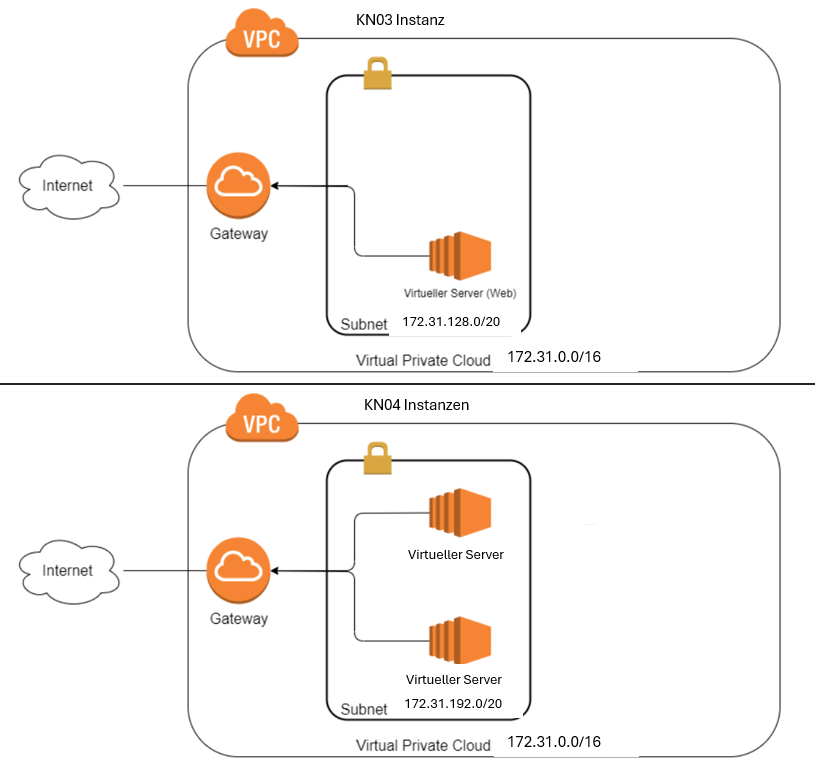 KN03 Instanz
VPC
Internet
Gateway
Virtueller Server (Web)
Subnet 172.31.128.0/20
Virtual Private Cloud 172.31.0.0/16
KN04 Instanzen
VPC
Virtueller Server
Internet
Gateway
Virtueller Server
Subnet 172.31.192.0/20
Virtual Private Cloud 172.31.0.0/16